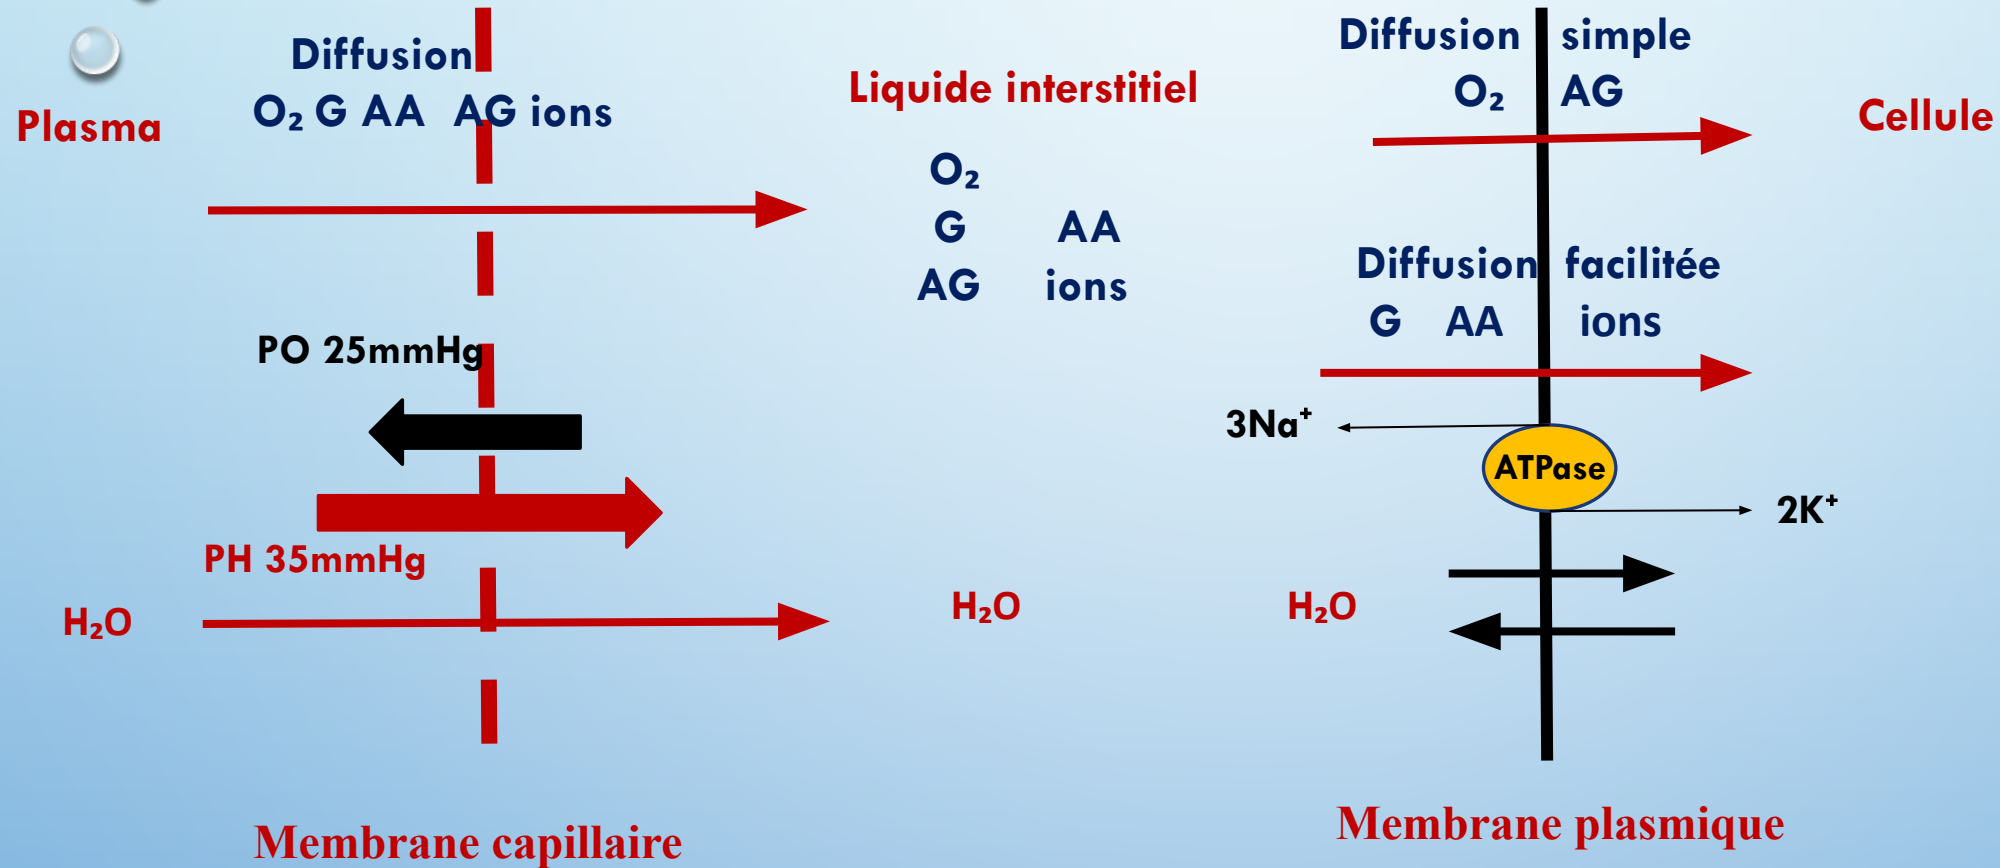 Plasma
Diffusion
O₂ G AA AG ions
PO 25mmHg
PH 35mmHg
H₂O
Membrane capillaire
Liquide interstitiel
O₂
G AA
AG ions
H₂O
Diffusion simple
O₂ AG
Cellule
Diffusion facilitée
G AA ions
3Na⁺
ATPase
2K⁺
H₂O
Membrane plasmique